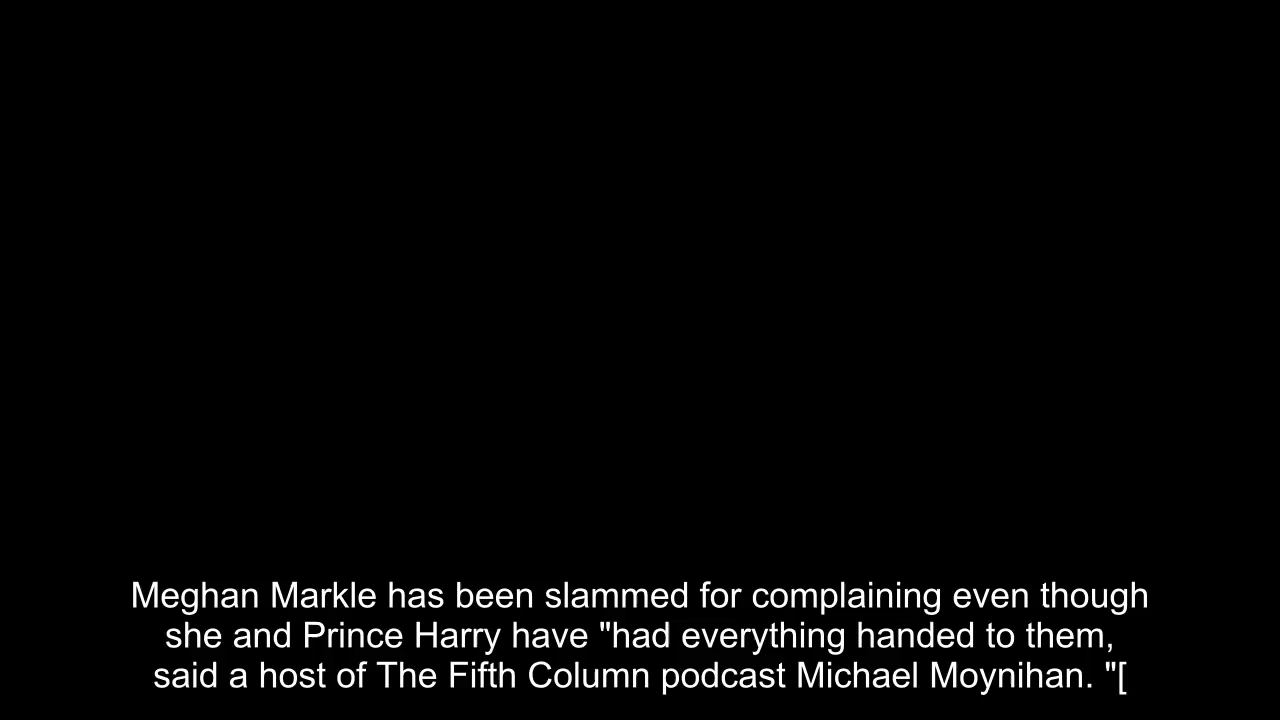 Meghan Markle has been slammed for complaining even though
she and Prince Harry have "had everything handed to them,
said a host of The Fifth Column podcast Michael Moynihan. "[